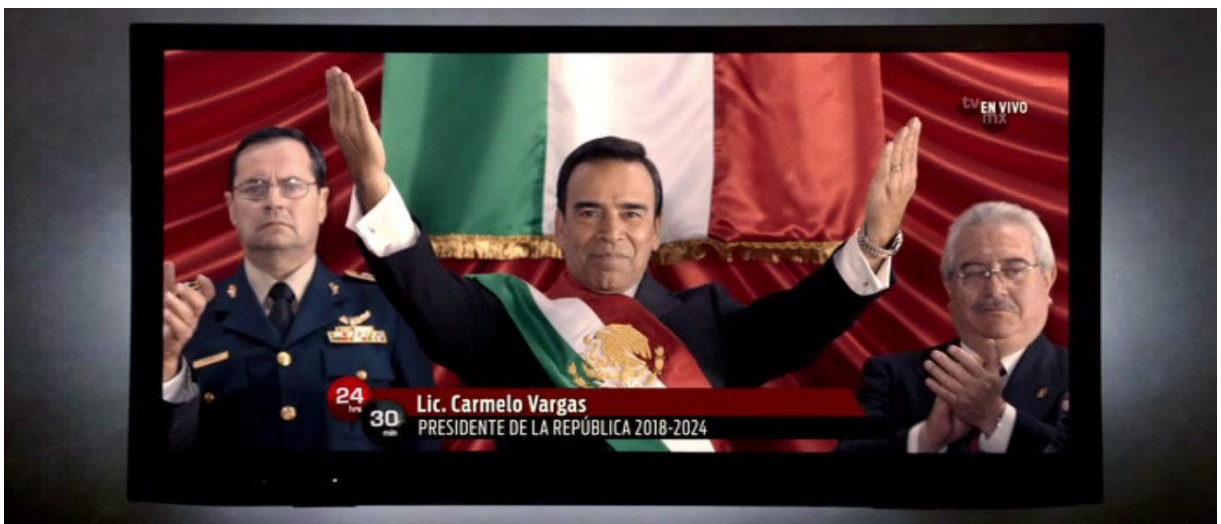 tv EN VIVO
mx
24
hrs
30
min
Lic. Carmelo Vargas
PRESIDENTE DE LA REPÚBLICA 2018-2024